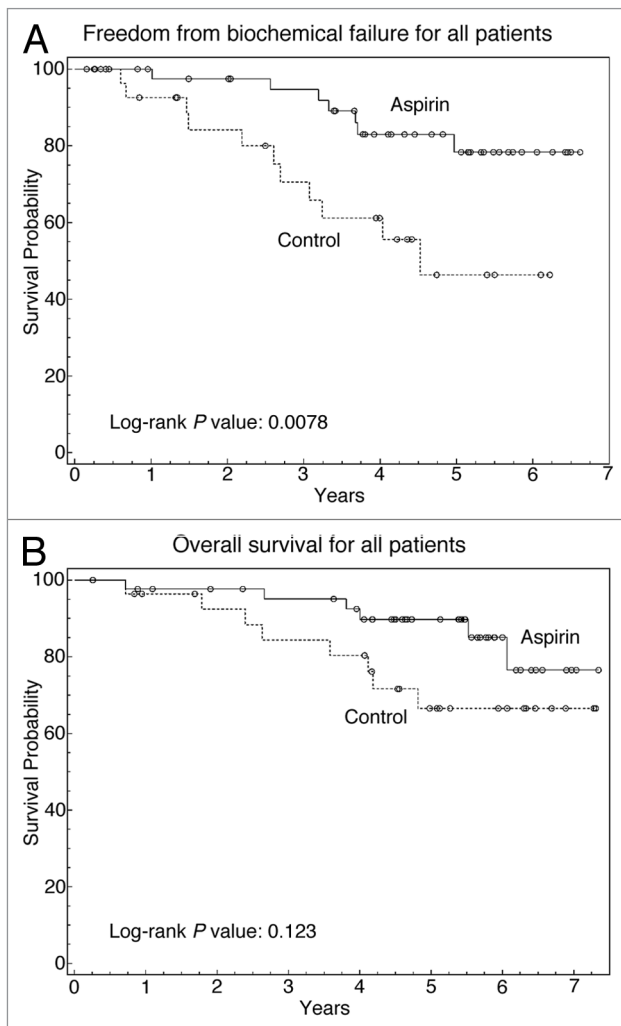 A
Freedom from biochemical failure for all patients
100
80
60
40
20
0
Survival Probability
Aspirin
Control
Log-rank P value: 0.0078
0 1 2 3 4 5 6 7
Years
B
Overall survival for all patients
100
80
60
40
20
0
Survival Probability
Aspirin
Control
Log-rank P value: 0.123
0 1 2 3 4 5 6 7
Years